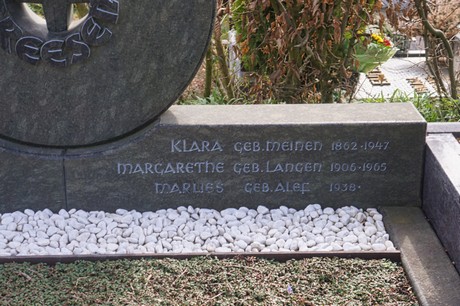 KLARA GEB. MEINEN 1862-1947
MARGARETHE GEB. LANGEN 1906-1965
MARLIES GEB. ALEF 1938-